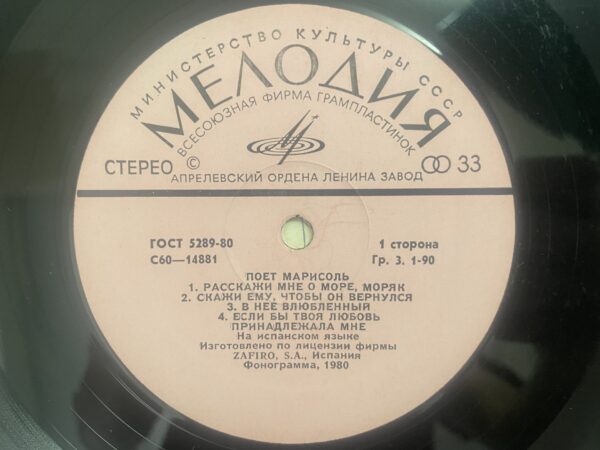 МИНИСТЕРСТВО КУЛЬТУРЫ СССР
МЕЛОДИЯ
ВСЕСОЮЗНАЯ ФИРМА ГРАМПЛАСТИНОК
СТЕРЕО © 33
АПРЕЛЕВСКИЙ ОРДЕНА ЛЕНИНА ЗАВОД
ГОСТ 5289-80 1 сторона
С60—14881 Гр. 3. 1-90
ПОЕТ МАРИСОЛЬ
1. РАССКАЖИ МНЕ О МОРЕ, МОРЯК
2. СКАЖИ ЕМУ, ЧТОБЫ ОН ВЕРНУЛСЯ
3. В НЕЕ ВЛЮБЛЕННЫЙ
4. ЕСЛИ БЫ ТВОЯ ЛЮБОВЬ
ПРИНАДЛЕЖАЛА МНЕ
На испанском языке
Изготовлено по лицензии фирмы
ZAFIRO, S.A., Испания
Фонограмма, 1980